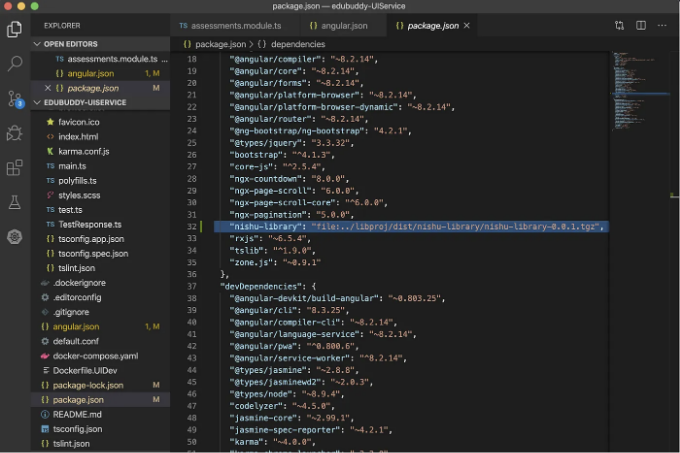 package.json — edubuddy-UIService
EXPLORER
OPEN EDITORS
TS assessments.module.ts ...
{} angular.json 1, M
× {} package.json M
EDUBUDDY-UISERVICE
favicon.ico
<> index.html
karma.conf.js
TS main.ts
TS polyfills.ts
styles.scss
TS test.ts
TS TestResponse.ts
tsconfig.app.json
tsconfig.spec.json
tslint.json
.dockerignore
.editorconfig
.gitignore
{} angular.json 1, M
default.conf
docker-compose.yaml
Dockerfile.UIDev
{} package-lock.json M
{} package.json M
README.md
tsconfig.json
tslint.json
3
TS assessments.module.ts
{} angular.json
{} package.json ×
{} package.json > {} dependencies
18 "@angular/compiler": "~8.2.14",
19 "@angular/core": "~8.2.14",
20 "@angular/forms": "~8.2.14",
21 "@angular/platform-browser": "~8.2.14",
22 "@angular/platform-browser-dynamic": "~8.2.14",
23 "@angular/router": "~8.2.14",
24 "@ng-bootstrap/ng-bootstrap": "4.2.1",
25 "@types/jquery": "3.3.32",
26 "bootstrap": "^4.1.3",
27 "core-js": "^2.5.4",
28 "ngx-countdown": "8.0.0",
29 "ngx-page-scroll": "6.0.0",
30 "ngx-page-scroll-core": "^6.0.0",
31 "ngx-pagination": "5.0.0",
32 "nishu-library": "file:../libproj/dist/nishu-library/nishu-library-0.0.1.tgz",
33 "rxjs": "~6.5.4",
34 "tslib": "^1.9.0",
35 "zone.js": "~0.9.1"
36 },
37 "devDependencies": {
38 "@angular-devkit/build-angular": "~0.803.25",
39 "@angular/cli": "8.3.25",
40 "@angular/compiler-cli": "~8.2.14",
41 "@angular/language-service": "~8.2.14",
42 "@angular/pwa": "^0.800.6",
43 "@angular/service-worker": "^8.2.14",
44 "@types/jasmine": "~2.8.8",
45 "@types/jasminewd2": "~2.0.3",
46 "@types/node": "~8.9.4",
47 "codelyzer": "~4.5.0",
48 "jasmine-core": "~2.99.1",
49 "jasmine-spec-reporter": "~4.2.1",
50 "karma": "~4.0.0",